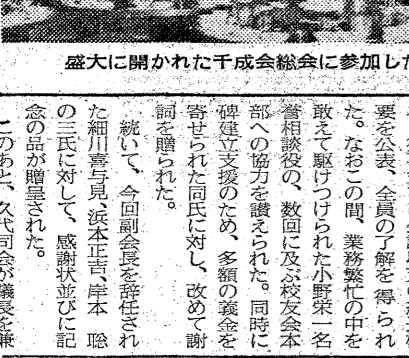 盛大に開かれた千成会総会に参加した
要を公表、全員の了解を得られ
た。なおこの間、業務繁忙の中を
敢えて駆けつけられた小野栄一名
誉相談役の、数回に及ぶ校友会本
部への協力を讃えられた。同時に
碑建立支援のため、多額の義金を
寄せられた同氏に対し、改めて謝
詞を贈られた。
続いて、今回副会長を辞任され
た細川喜与見、浜本正吉、岸本　聡
の三氏に対して、感謝状並びに記
念の品が贈呈された。
このあと、久代司会が議長を兼